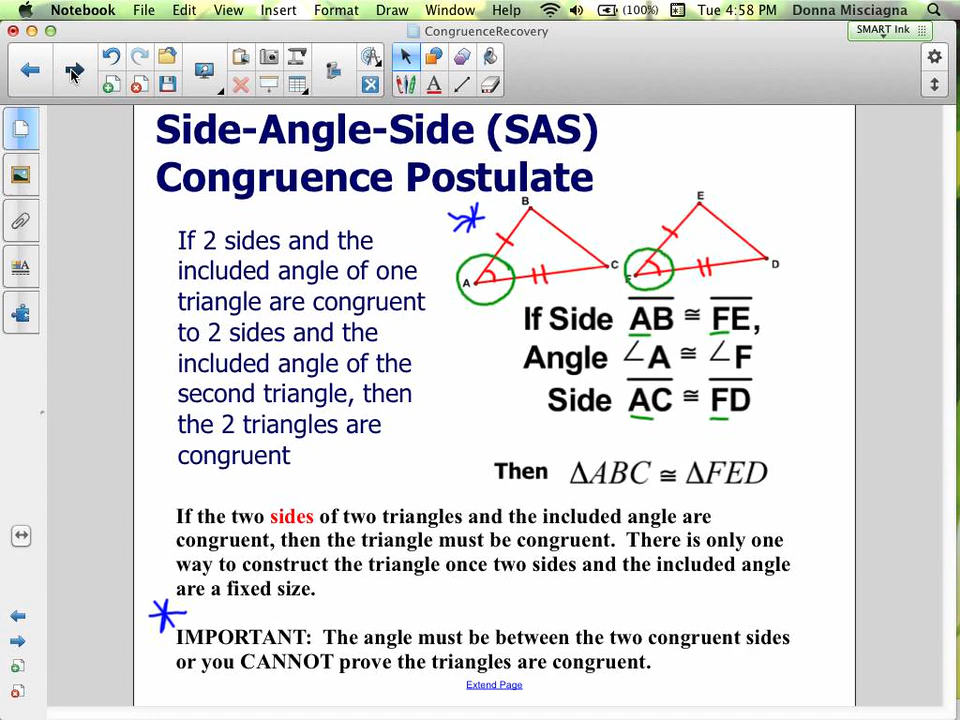 Notebook File Edit View Insert Format Draw Window Help (100%) Tue 4:58 PM Donna Misciagna
CongruenceRecovery
SMART Ink
Side-Angle-Side (SAS)
Congruence Postulate
If 2 sides and the
included angle of one
triangle are congruent
to 2 sides and the
included angle of the
second triangle, then
the 2 triangles are
congruent
B
A
C
E
F
D
If Side AB ≅ FE,
Angle ∠A ≅ ∠F
Side AC ≅ FD
Then ΔABC ≅ ΔFED
If the two sides of two triangles and the included angle are
congruent, then the triangle must be congruent. There is only one
way to construct the triangle once two sides and the included angle
are a fixed size.
IMPORTANT: The angle must be between the two congruent sides
or you CANNOT prove the triangles are congruent.
Extend Page